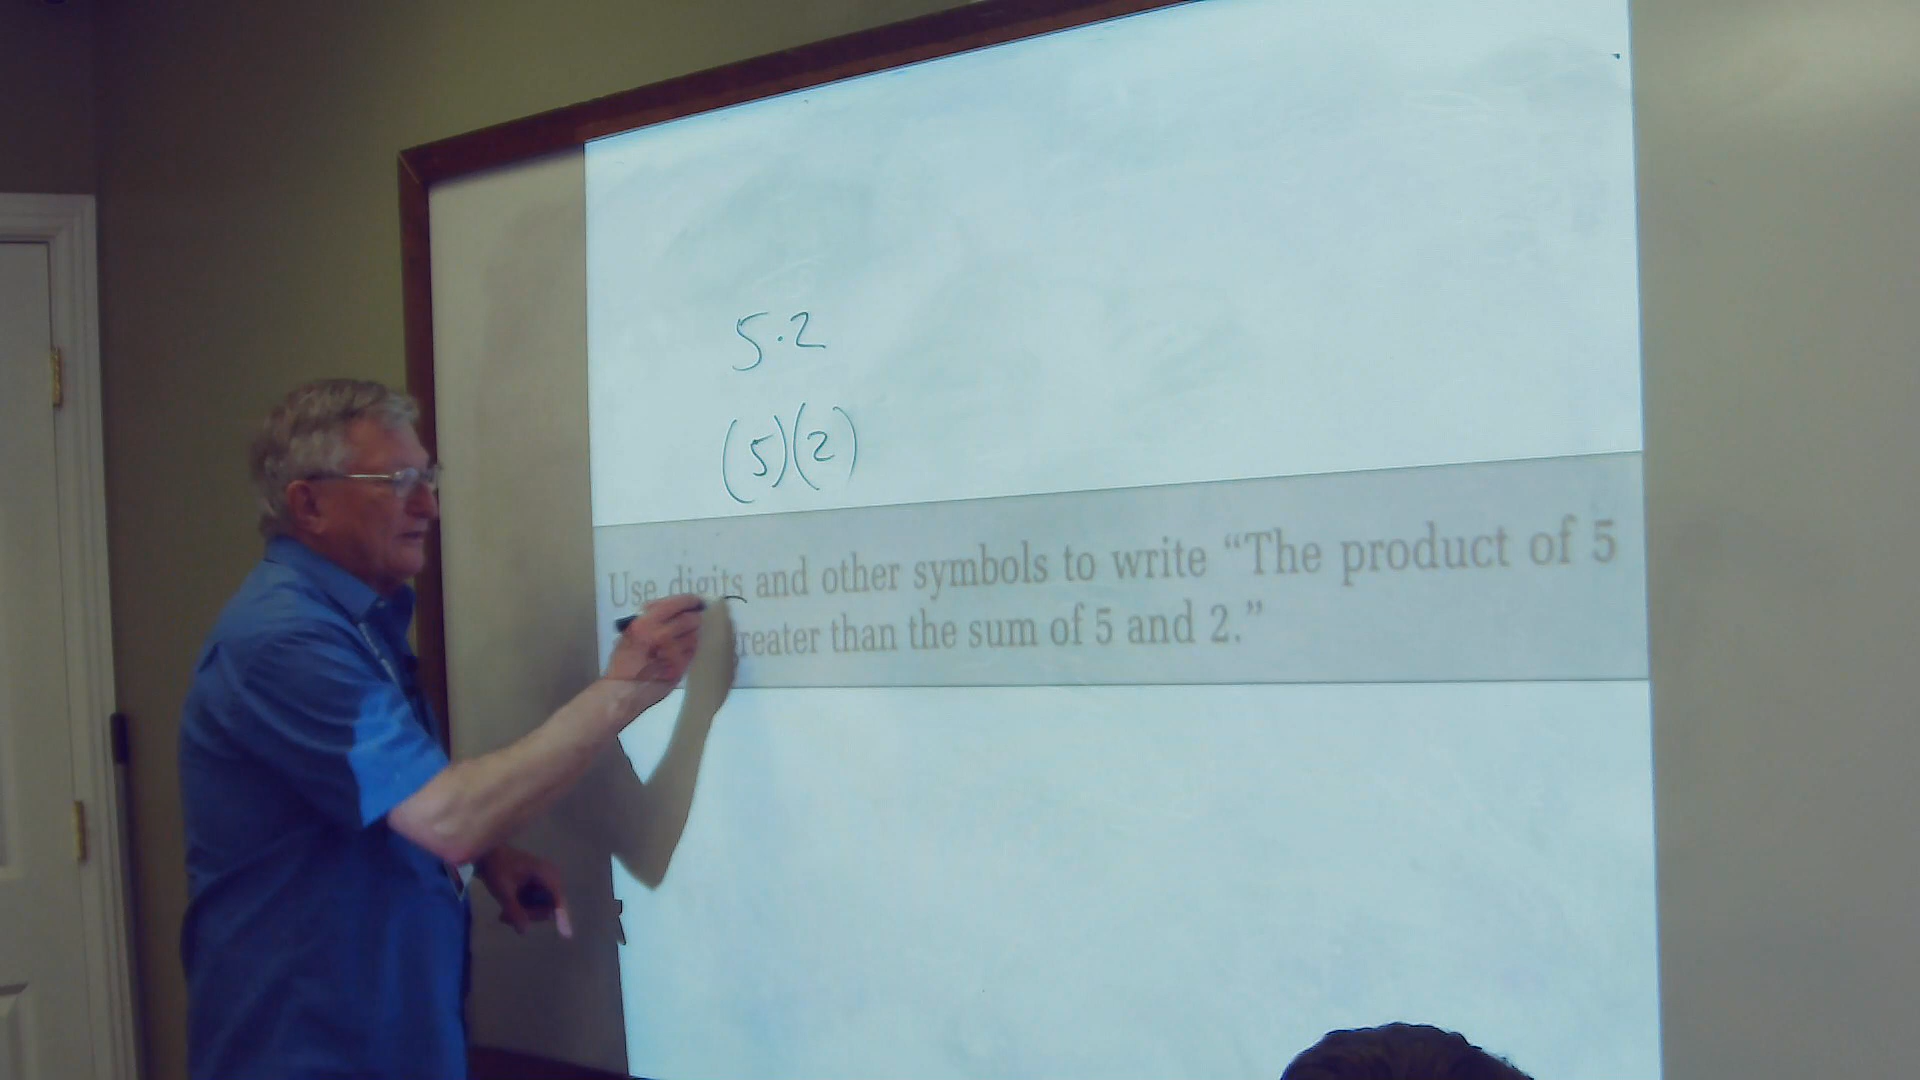 5·2
(5)(2)
Use digits and other symbols to write “The product of 5
than the sum of 5 and 2.”